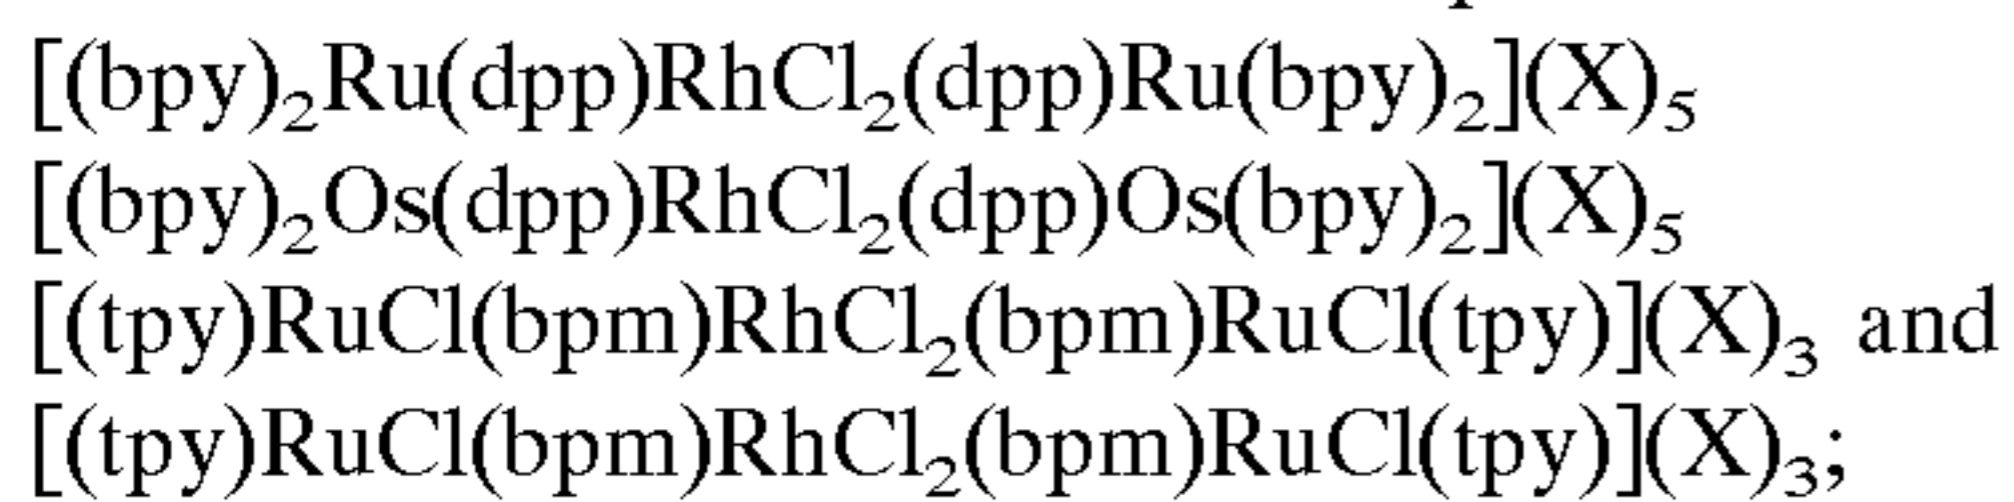 [(bpy)₂Ru(dpp)RhCl₂(dpp)Ru(bpy)₂](X)₅
[(bpy)₂Os(dpp)RhCl₂(dpp)Os(bpy)₂](X)₅
[(tpy)RuCl(bpm)RhCl₂(bpm)RuCl(tpy)](X)₃ and
[(tpy)RuCl(bpm)RhCl₂(bpm)RuCl(tpy)](X)₃;